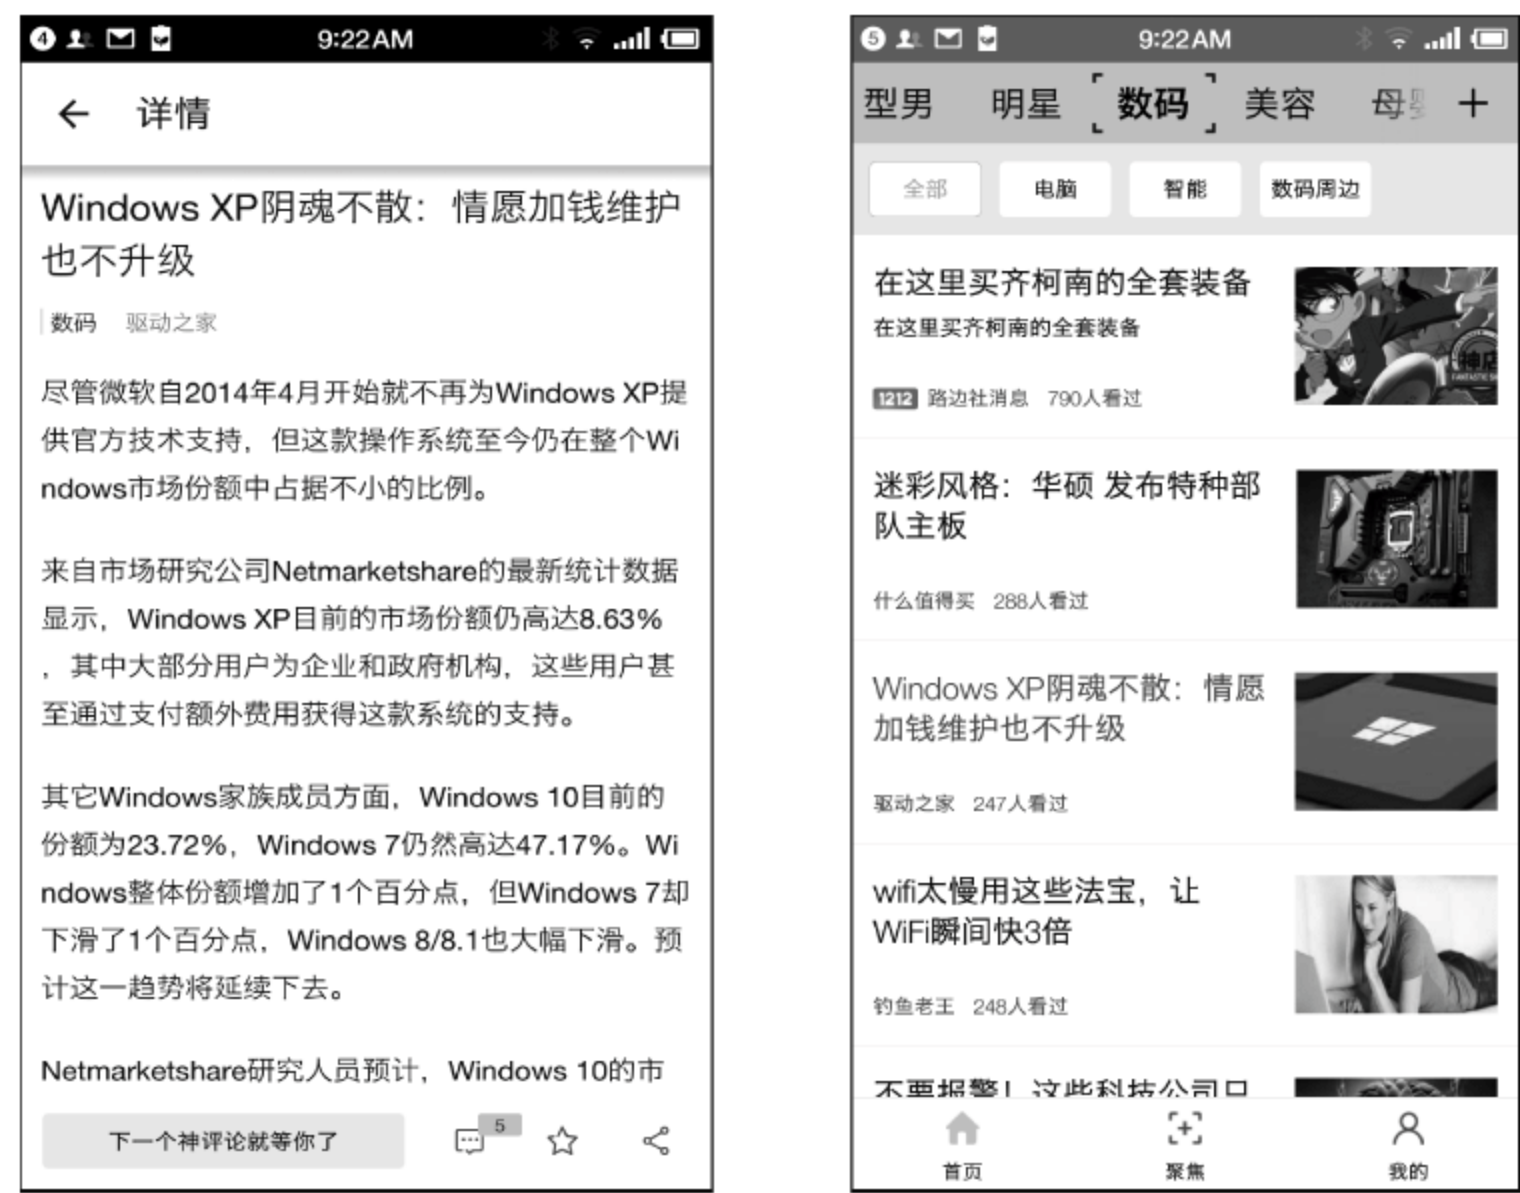 4
9:22AM
详情
Windows XP阴魂不散：情愿加钱维护
也不升级
数码 驱动之家
尽管微软自2014年4月开始就不再为Windows XP提
供官方技术支持，但这款操作系统至今仍在整个Wi
ndows市场份额中占据不小的比例。
来自市场研究公司Netmarketshare的最新统计数据
显示，Windows XP目前的市场份额仍高达8.63%
，其中大部分用户为企业和政府机构，这些用户甚
至通过支付额外费用获得这款系统的支持。
其它Windows家族成员方面，Windows 10目前的
份额为23.72%，Windows 7仍然高达47.17%。Wi
ndows整体份额增加了1个百分点，但Windows 7却
下滑了1个百分点，Windows 8/8.1也大幅下滑。预
计这一趋势将延续下去。
Netmarketshare研究人员预计，Windows 10的市
下一个神评论就等你了
5
5
9:22AM
型男 明星 数码 美容 母婴 +
全部 电脑 智能 数码周边
在这里买齐柯南的全套装备
在这里买齐柯南的全套装备
1212 路边社消息 790人看过
神店
迷彩风格：华硕 发布特种部
队主板
什么值得买 288人看过
Windows XP阴魂不散：情愿
加钱维护也不升级
驱动之家 247人看过
wifi太慢用这些法宝，让
WiFi瞬间快3倍
钓鱼老王 248人看过
不要报警！这些科技公司只
首页 聚焦 我的